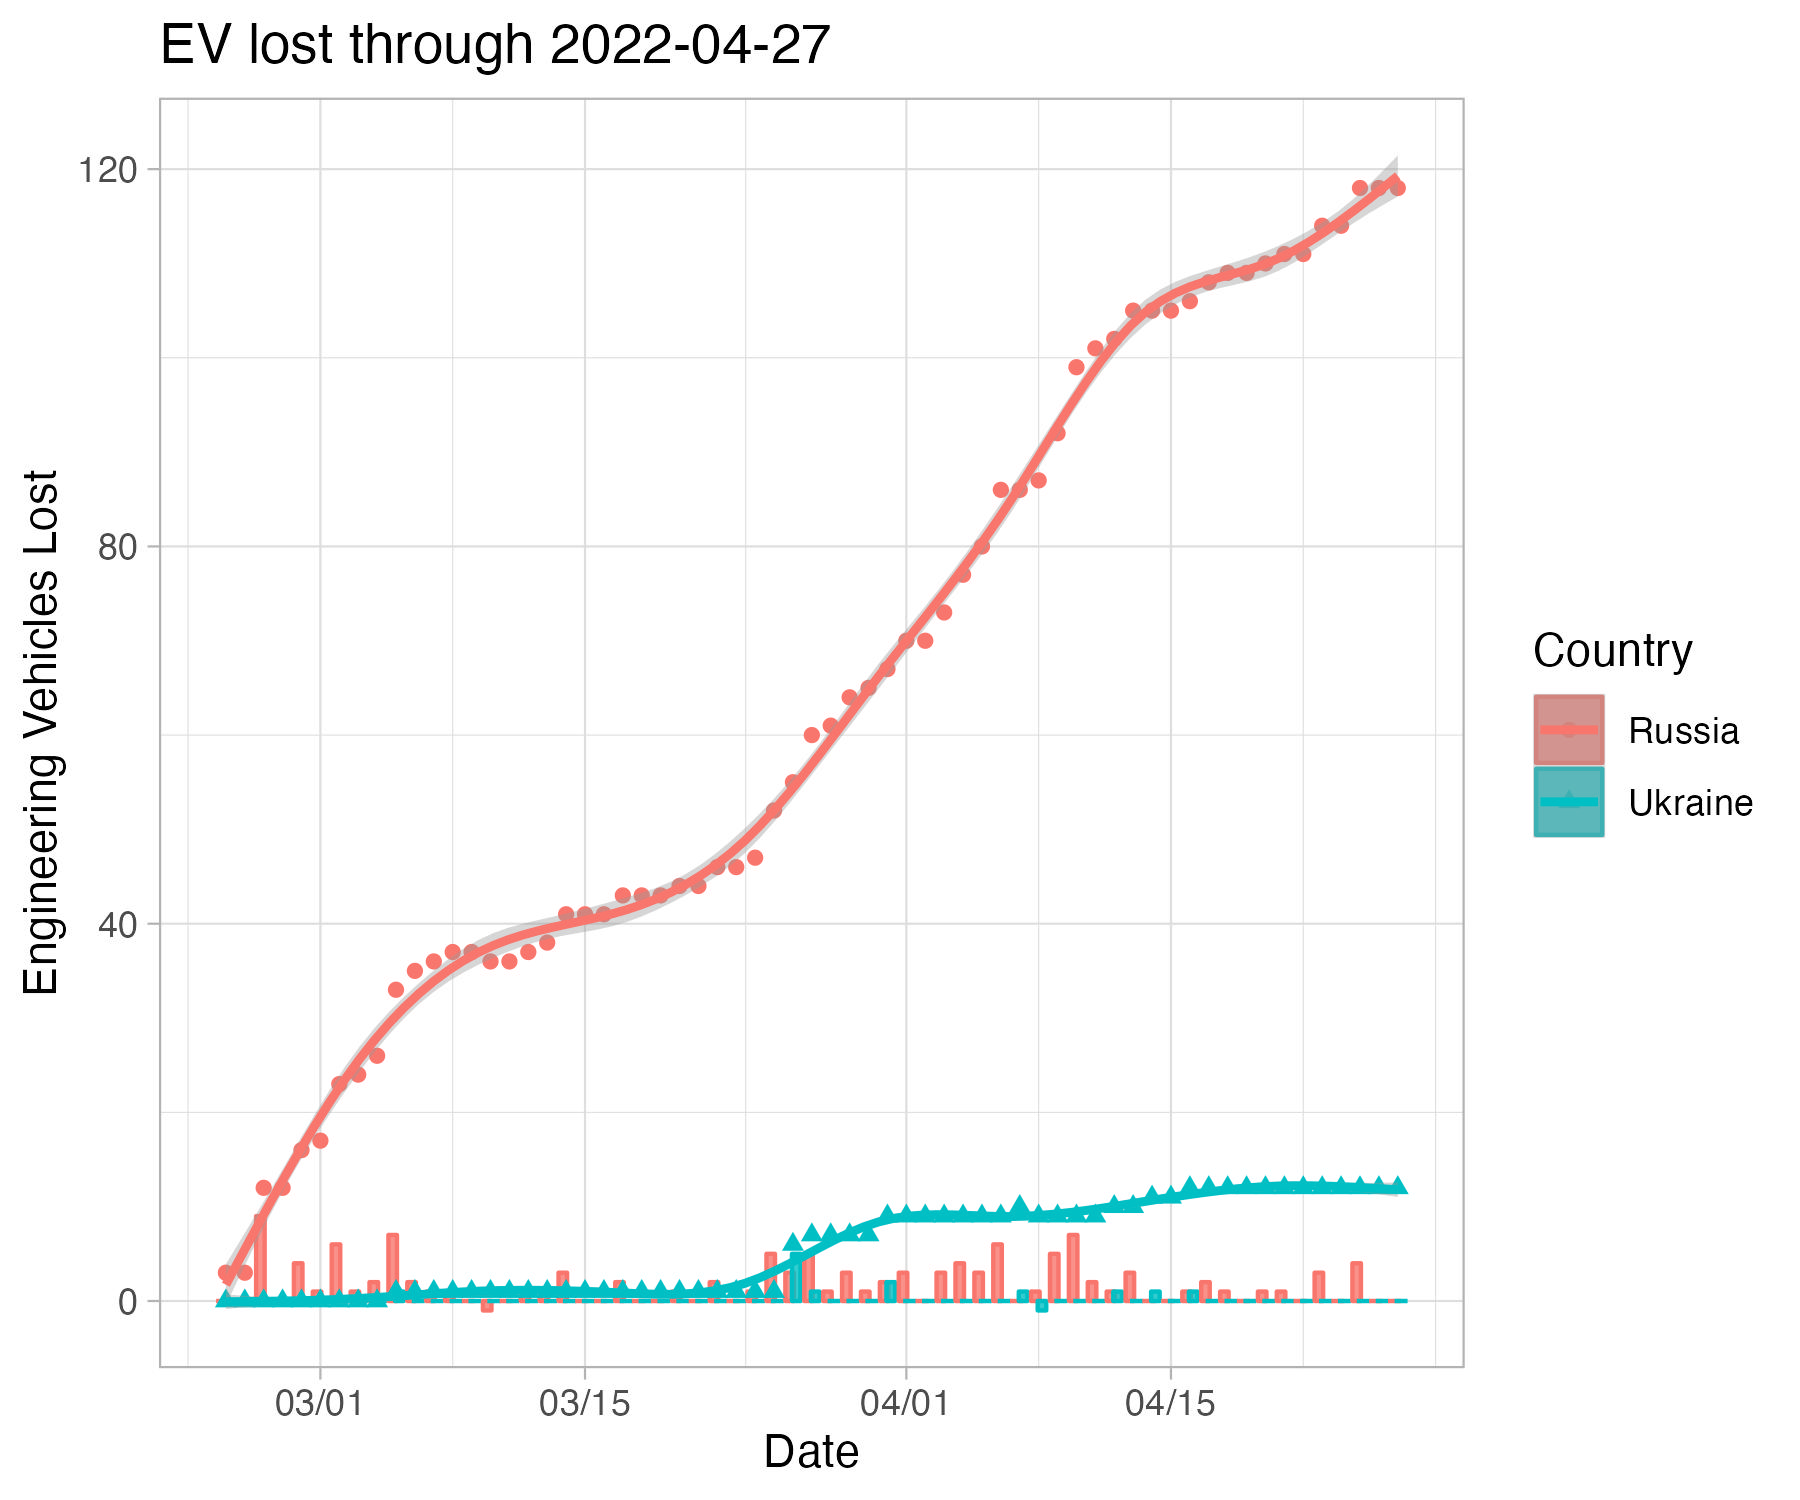 EV lost through 2022-04-27
Engineering Vehicles Lost
120
80
40
0
03/01
03/15
04/01
04/15
Date
Country
Russia
Ukraine